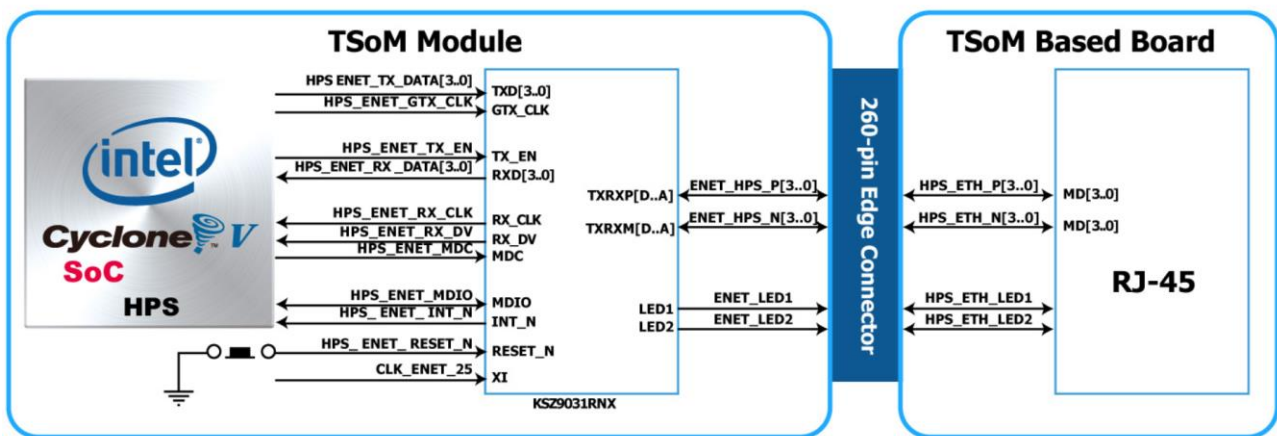 TSoM Module
TSoM Based Board
HPS ENET_TX_DATA[3..0]
TXD[3..0]
HPS_ENET_GTX_CLK
GTX_CLK
HPS_ENET_TX_EN
TX_EN
HPS_ENET_RX _DATA[3..0]
RXD[3..0]
HPS_ENET_RX_CLK
RX_CLK
HPS_ENET_RX_DV
RX_DV
HPS_ENET_MDC
MDC
HPS_ENET_MDIO
MDIO
HPS_ ENET_ INT_N
INT_N
HPS_ ENET_ RESET_N
RESET_N
CLK_ENET_25
XI
KSZ9031RNX
intel
Cyclone V
SoC
HPS
TXRXP[D..A]
ENET_HPS_P[3..0]
TXRXM[D..A]
ENET_HPS_N[3..0]
LED1
ENET_LED1
LED2
ENET_LED2
260-pin Edge Connector
HPS_ETH_P[3..0]
MD[3..0]
HPS_ETH_N[3..0]
MD[3..0]
RJ-45
HPS_ETH_LED1
HPS_ETH_LED2